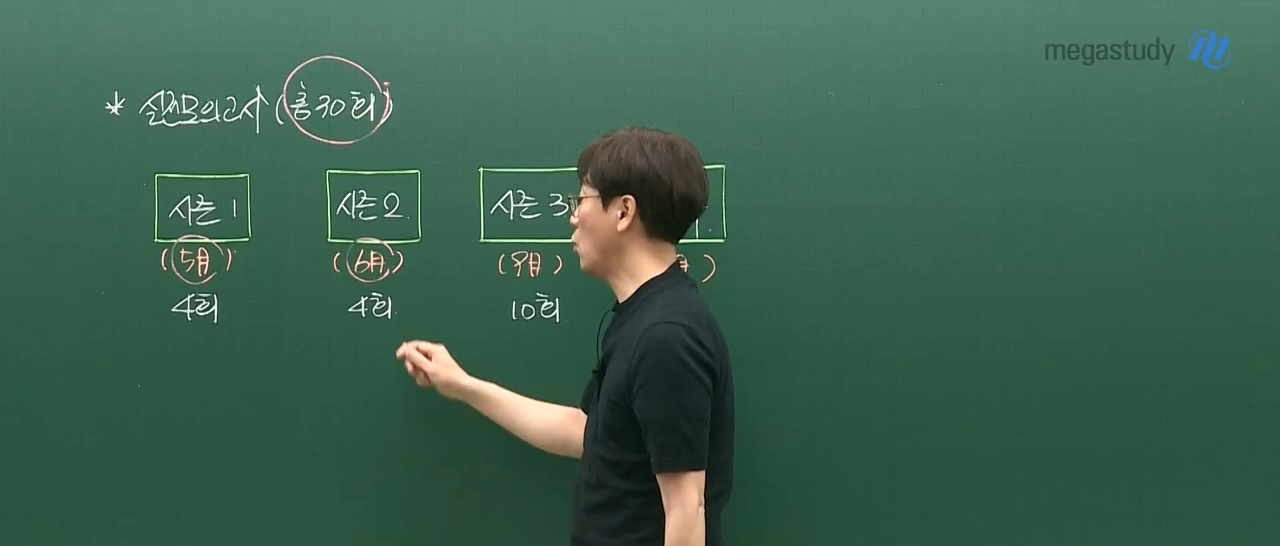 megastudy
* 실전모의고사 (총 30회)
시즌 1 시즌 2 시즌 3
(5月) (6月) (9月)
4회 4회 10회